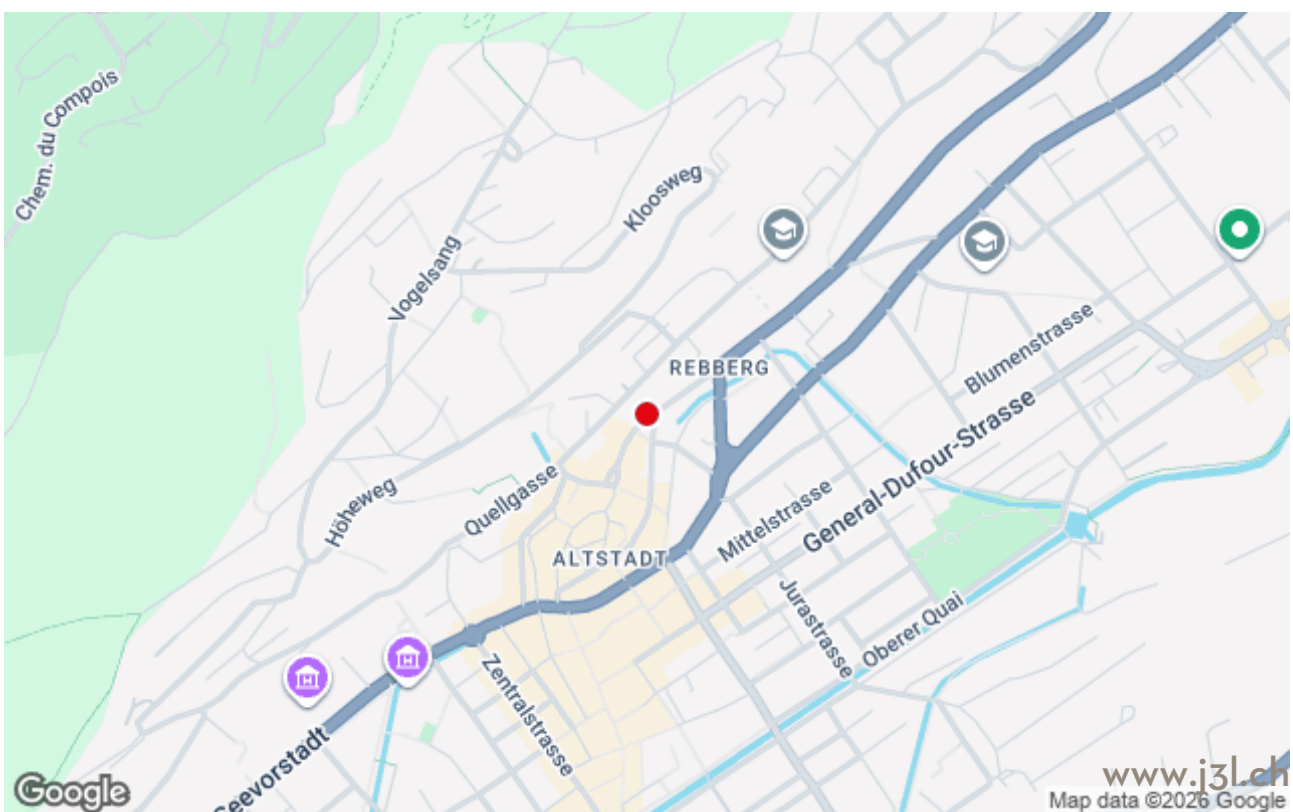 Chem. du Compois
Kloosweg
Vogelsang
REBBERG
Blumenstrasse
General-Dufour-Strasse
Höheweg
Quellgasse
Mittelstrasse
ALTSTADT
Jurastrasse
Oberer Quai
Zentralstrasse
Seevorstadt
www.j3l.ch
Google
Map data ©2026 Google